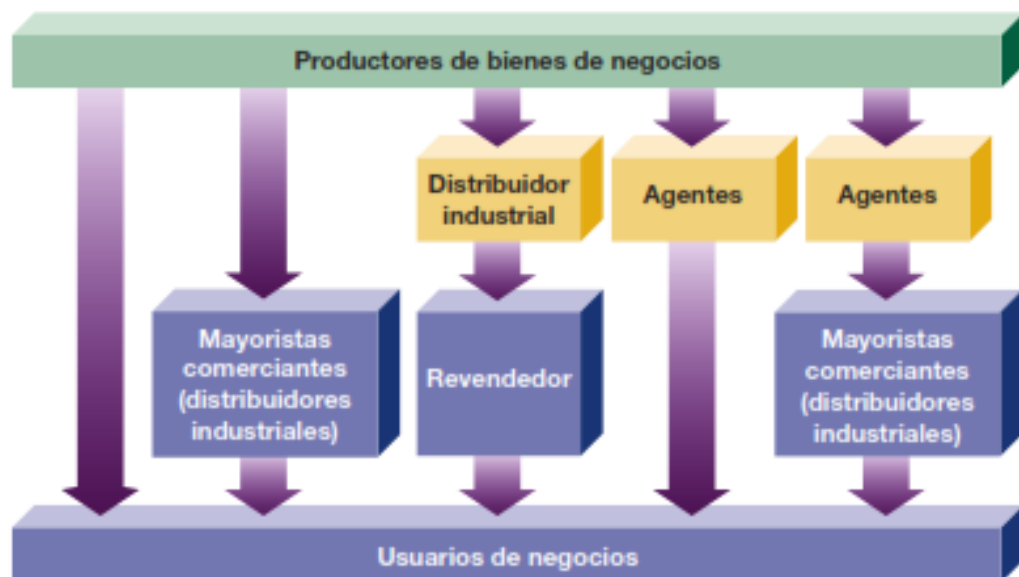 Productores de bienes de negocios
Distribuidor
industrial
Agentes
Agentes
Mayoristas
comerciantes
(distribuidores
industriales)
Revendedor
Mayoristas
comerciantes
(distribuidores
industriales)
Usuarios de negocios